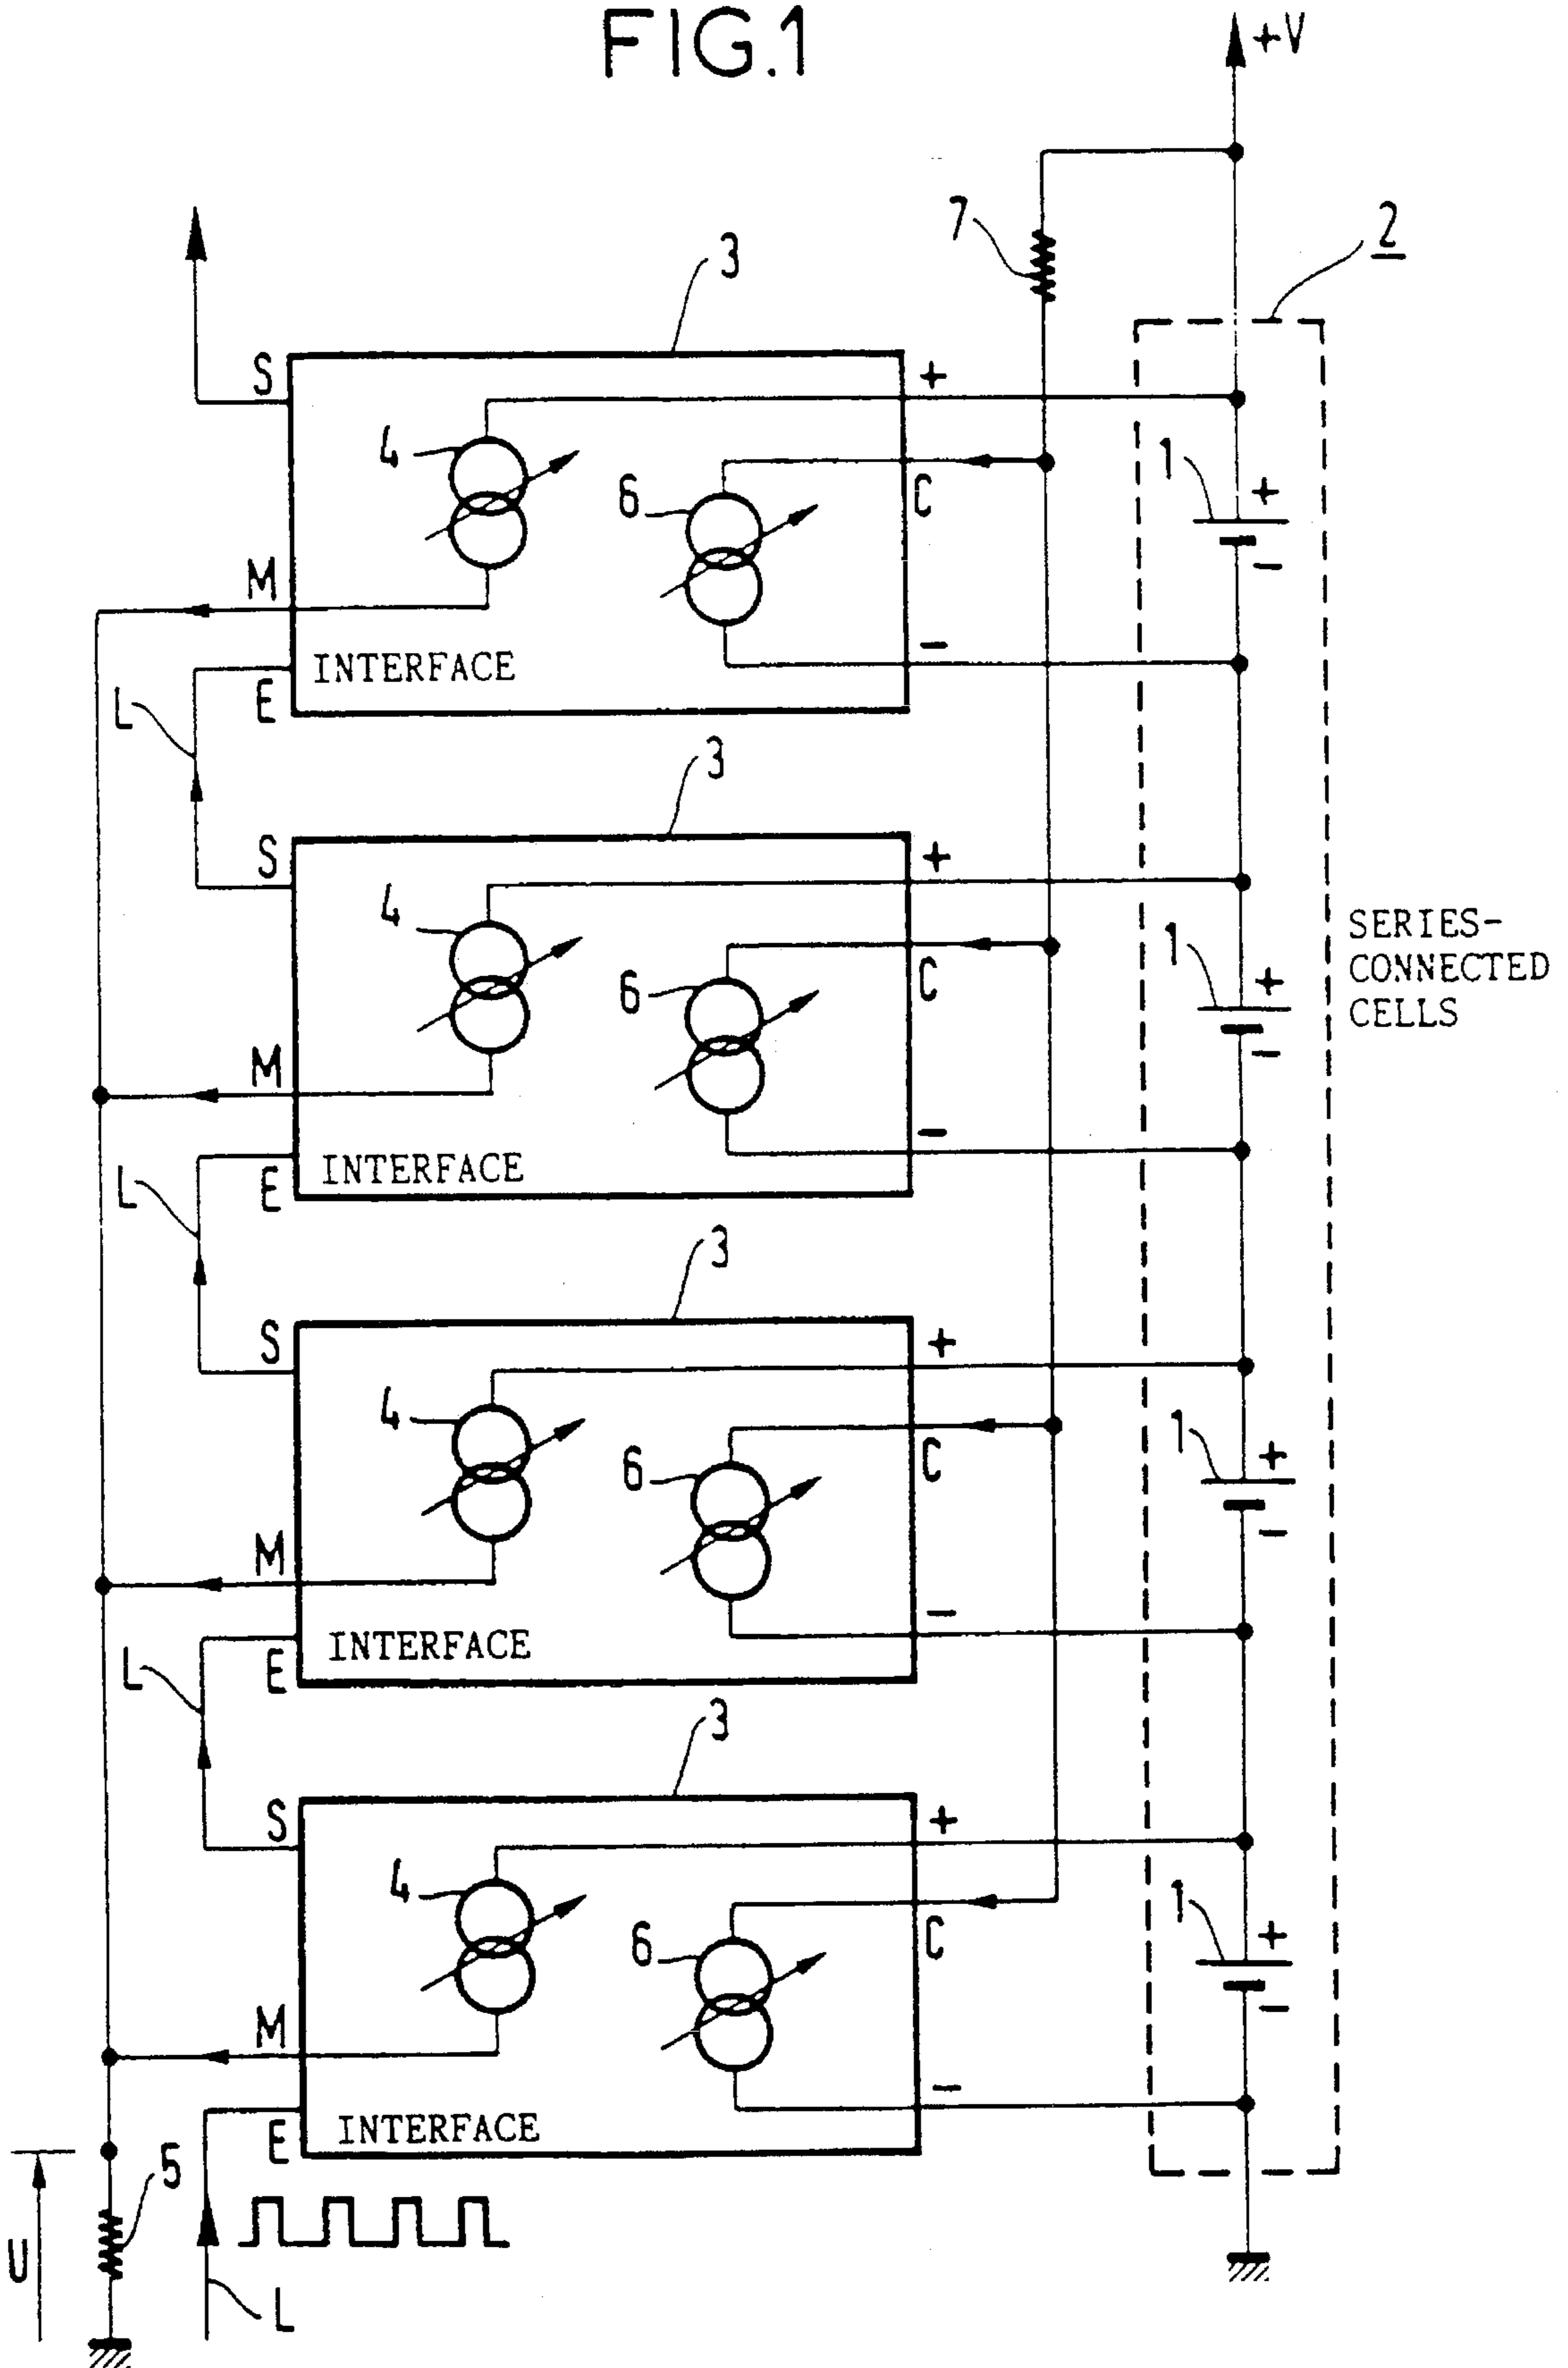 FIG.1
+V
7
2
3
S
+
4
6
C
1
+
-
M
-
INTERFACE
E
L
3
S
+
4
6
C
1
+
-
SERIES-
CONNECTED
CELLS
M
-
INTERFACE
E
L
3
S
+
4
6
C
1
+
-
M
-
INTERFACE
E
L
3
S
+
4
6
C
1
+
-
M
-
INTERFACE
E
5
U
L